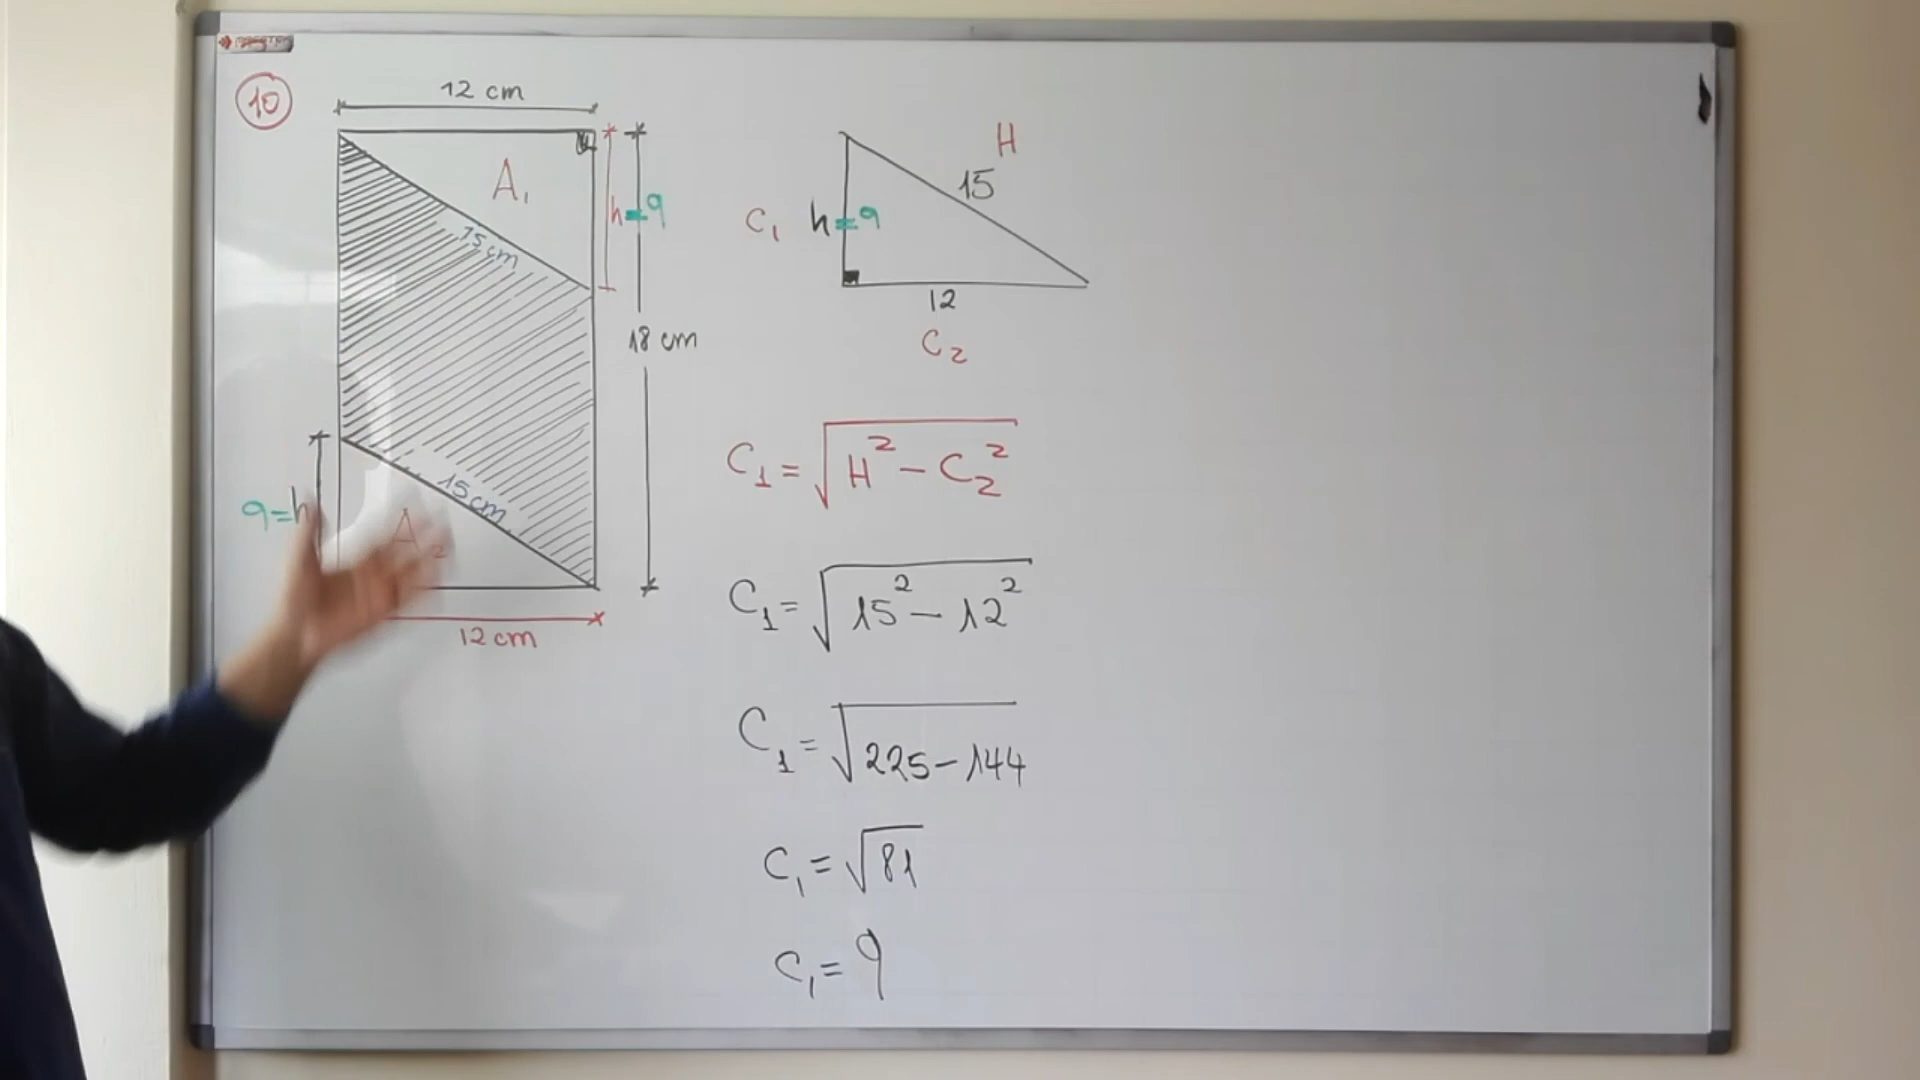 10
12 cm
A₁
h=9
15 cm
18 cm
9=h
15 cm
A₂
12 cm
H
15
C₁ h=9
12
C₂
C₁=√H²-C₂²
C₁=√15²-12²
C₁=√225-144
C₁=√81
C₁=9